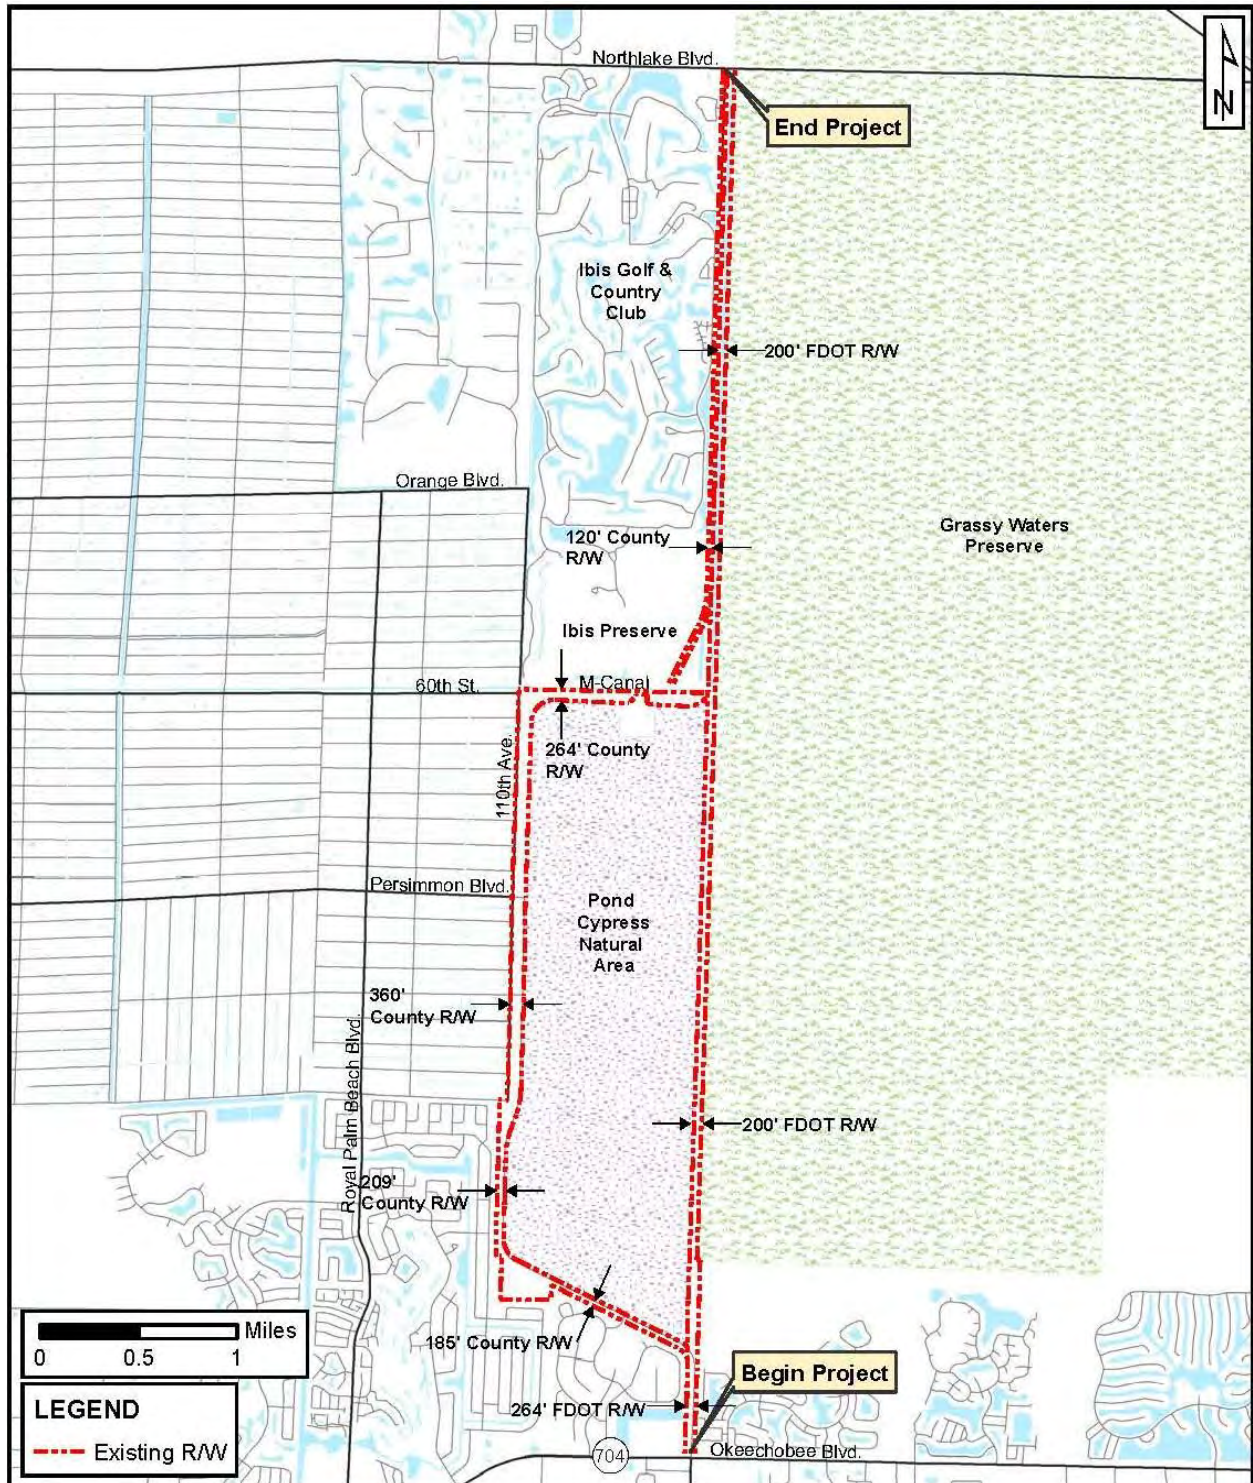 Northlake Blvd.
N
End Project
Ibis Golf &
Country
Club
200' FDOT R/W
Orange Blvd.
120' County
R/W
Grassy Waters
Preserve
Ibis Preserve
60th St.
M-Canal
264' County
R/W
110th Ave.
Persimmon Blvd.
Pond
Cypress
Natural
Area
360'
County R/W
Royal Palm Beach Blvd.
200' FDOT R/W
209'
County R/W
185' County R/W
Miles
0 0.5 1
Begin Project
264' FDOT R/W
LEGEND
Existing R/W
704
Okeechobee Blvd.